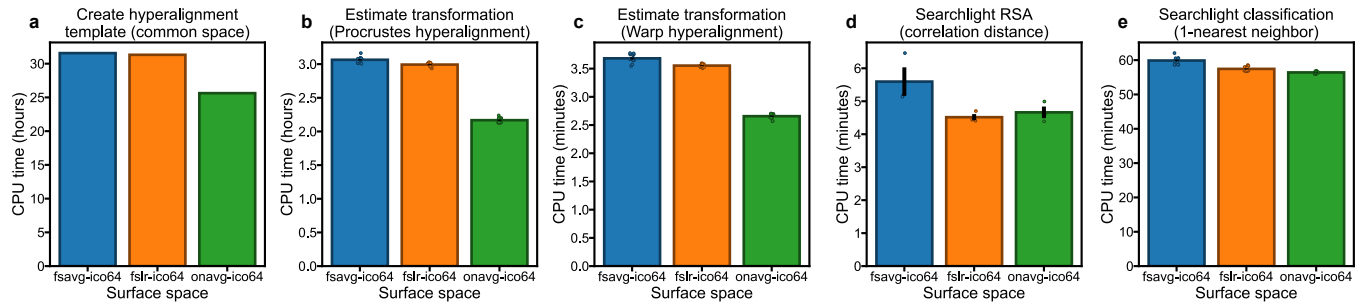 a Create hyperalignment
template (common space)
CPU time (hours)
30
25
20
15
10
5
0
fsavg-ico64 fslr-ico64 onavg-ico64
Surface space
b Estimate transformation
(Procrustes hyperalignment)
CPU time (hours)
3.0
2.5
2.0
1.5
1.0
0.5
0.0
fsavg-ico64 fslr-ico64 onavg-ico64
Surface space
c Estimate transformation
(Warp hyperalignment)
CPU time (minutes)
3.5
3.0
2.5
2.0
1.5
1.0
0.5
0.0
fsavg-ico64 fslr-ico64 onavg-ico64
Surface space
d Searchlight RSA
(correlation distance)
CPU time (minutes)
6
5
4
3
2
1
0
fsavg-ico64 fslr-ico64 onavg-ico64
Surface space
e Searchlight classification
(1-nearest neighbor)
CPU time (minutes)
60
50
40
30
20
10
0
fsavg-ico64 fslr-ico64 onavg-ico64
Surface space